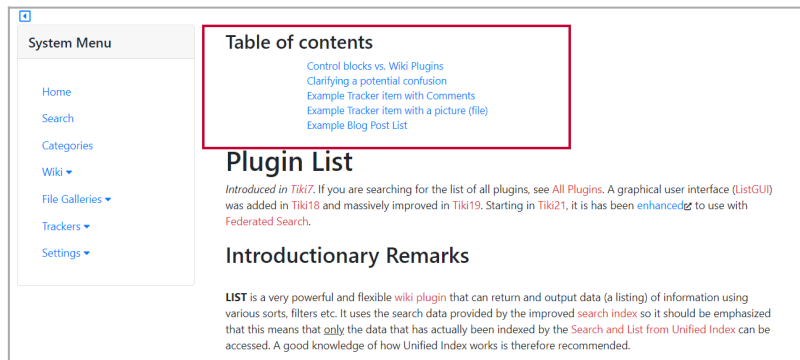 System Menu
Home
Search
Categories
Wiki
File Galleries
Trackers
Settings
Table of contents
Control blocks vs. Wiki Plugins
Clarifying a potential confusion
Example Tracker item with Comments
Example Tracker item with a picture (file)
Example Blog Post List
Plugin List
Introduced in Tiki7. If you are searching for the list of all plugins, see All Plugins. A graphical user interface (ListGUI)
was added in Tiki18 and massively improved in Tiki19. Starting in Tiki21, it is has been enhanced to use with
Federated Search.
Introductionary Remarks
LIST is a very powerful and flexible wiki plugin that can return and output data (a listing) of information using
various sorts, filters etc. It uses the search data provided by the improved search index so it should be emphasized
that this means that only the data that has actually been indexed by the Search and List from Unified Index can be
accessed. A good knowledge of how Unified Index works is therefore recommended.